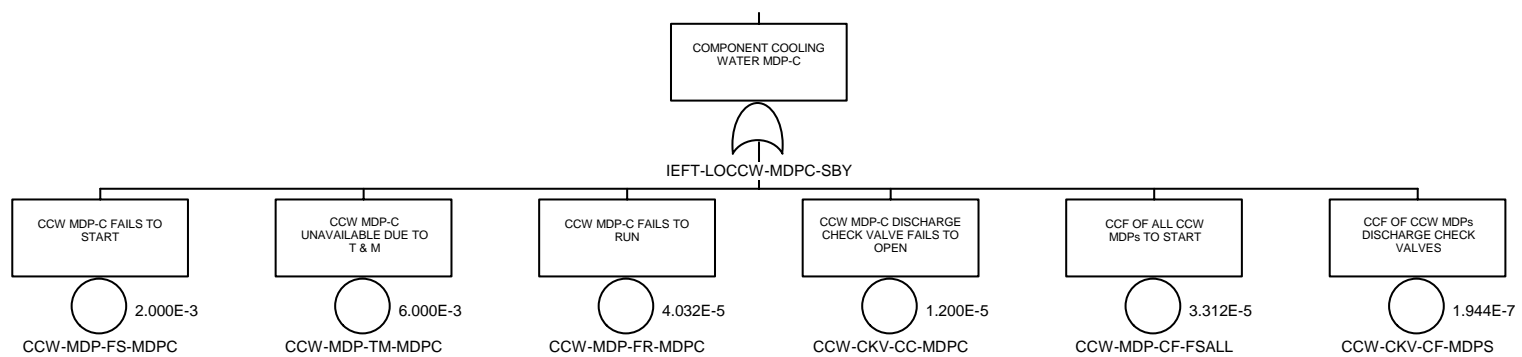 COMPONENT COOLING
WATER MDP-C
IEFT-LOCCW-MDPC-SBY
CCW MDP-C FAILS TO
START
2.000E-3
CCW-MDP-FS-MDPC
CCW MDP-C
UNAVAILABLE DUE TO
T & M
6.000E-3
CCW-MDP-TM-MDPC
CCW MDP-C FAILS TO
RUN
4.032E-5
CCW-MDP-FR-MDPC
CCW MDP-C DISCHARGE
CHECK VALVE FAILS TO
OPEN
1.200E-5
CCW-CKV-CC-MDPC
CCF OF ALL CCW
MDPs TO START
3.312E-5
CCW-MDP-CF-FSALL
CCF OF CCW MDPs
DISCHARGE CHECK
VALVES
1.944E-7
CCW-CKV-CF-MDPS